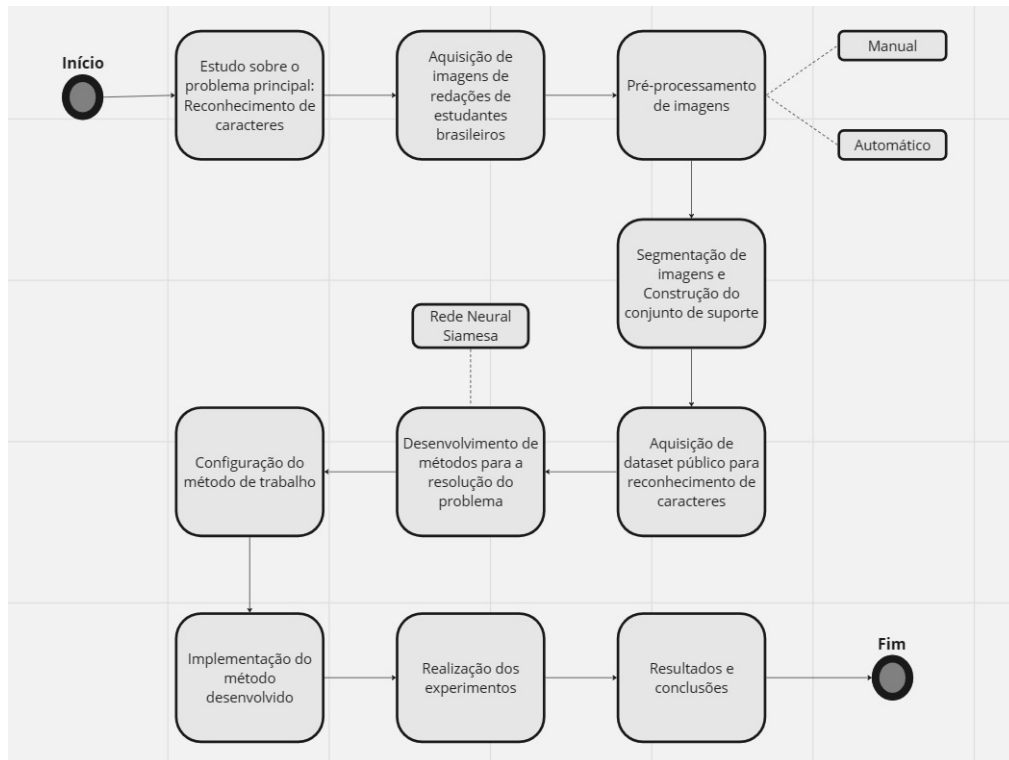 Início
Estudo sobre o
problema principal:
Reconhecimento de
caracteres
Aquisição de
imagens de
redações de
estudantes
brasileiros
Pré-processamento
de imagens
Manual
Automático
Segmentação de
imagens e
Construção do
conjunto de suporte
Aquisição de
dataset público para
reconhecimento de
caracteres
Rede Neural
Siamesa
Desenvolvimento de
métodos para a
resolução do
problema
Configuração do
método de trabalho
Implementação do
método
desenvolvido
Realização dos
experimentos
Resultados e
conclusões
Fim